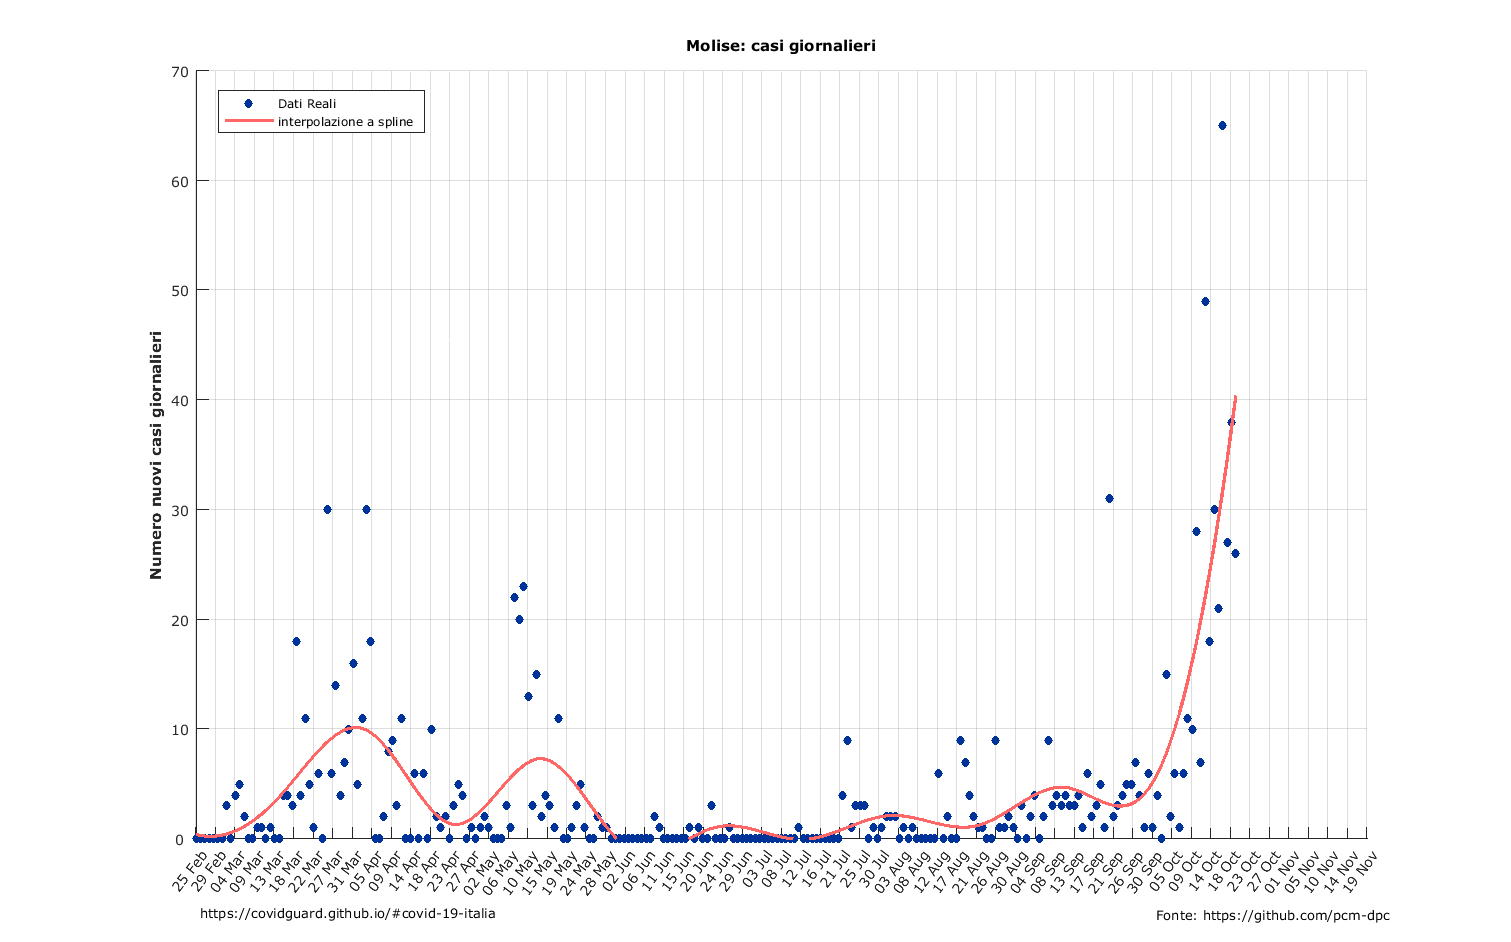 Molise: casi giornalieri
70
60
50
40
30
20
10
0
Numero nuovi casi giornalieri
Dati Reali
interpolazione a spline
25 Feb
29 Feb
04 Mar
09 Mar
13 Mar
18 Mar
22 Mar
27 Mar
31 Mar
05 Apr
09 Apr
14 Apr
18 Apr
23 Apr
27 Apr
02 May
06 May
10 May
15 May
19 May
24 May
28 May
02 Jun
06 Jun
11 Jun
15 Jun
20 Jun
24 Jun
29 Jun
03 Jul
08 Jul
12 Jul
16 Jul
21 Jul
25 Jul
30 Jul
03 Aug
08 Aug
12 Aug
17 Aug
21 Aug
26 Aug
30 Aug
04 Sep
08 Sep
13 Sep
17 Sep
21 Sep
26 Sep
30 Sep
05 Oct
09 Oct
14 Oct
18 Oct
23 Oct
27 Oct
01 Nov
05 Nov
10 Nov
14 Nov
19 Nov
https://covidguard.github.io/#covid-19-italia
Fonte: https://github.com/pcm-dpc